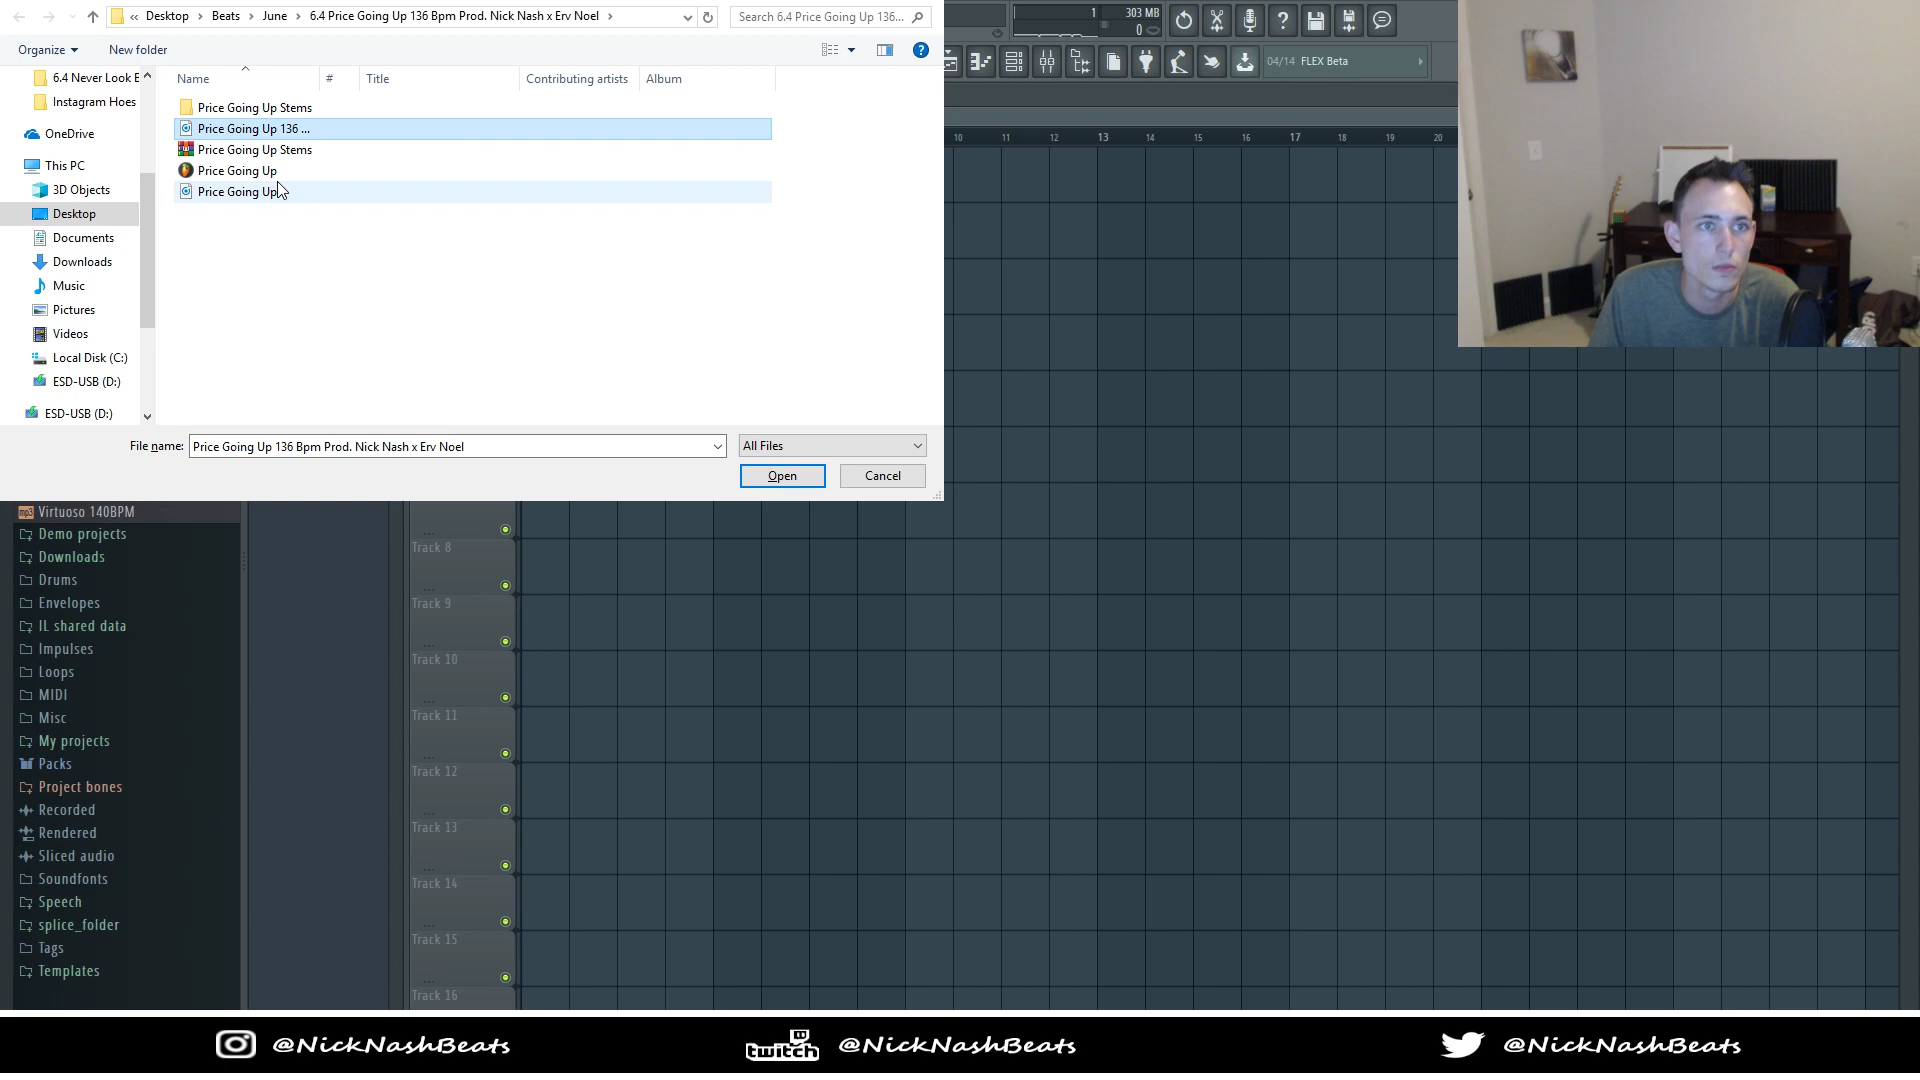 « Desktop › Beats › June › 6.4 Price Going Up 136 Bpm Prod. Nick Nash x Erv Noel ›
Search 6.4 Price Going Up 136...
1
303 MB
0
Organize
New folder
04/14 FLEX Beta
Name
#
Title
Contributing artists
Album
6.4 Never Look E
Instagram Hoes
OneDrive
This PC
3D Objects
Desktop
Documents
Downloads
Music
Pictures
Videos
Local Disk (C:)
ESD-USB (D:)
ESD-USB (D:)
Price Going Up Stems
Price Going Up 136 ...
Price Going Up Stems
Price Going Up
Price Going Up
10 11 12 13 14 15 16 17 18 19 20
File name:
Price Going Up 136 Bpm Prod. Nick Nash x Erv Noel
All Files
Open
Cancel
Virtuoso 140BPM
Demo projects
Downloads
Drums
Envelopes
IL shared data
Impulses
Loops
MIDI
Misc
My projects
Packs
Project bones
Recorded
Rendered
Sliced audio
Soundfonts
Speech
splice_folder
Tags
Templates
Track 8
Track 9
Track 10
Track 11
Track 12
Track 13
Track 14
Track 15
Track 16
@NickNashBeats
twitch
@NickNashBeats
@NickNashBeats